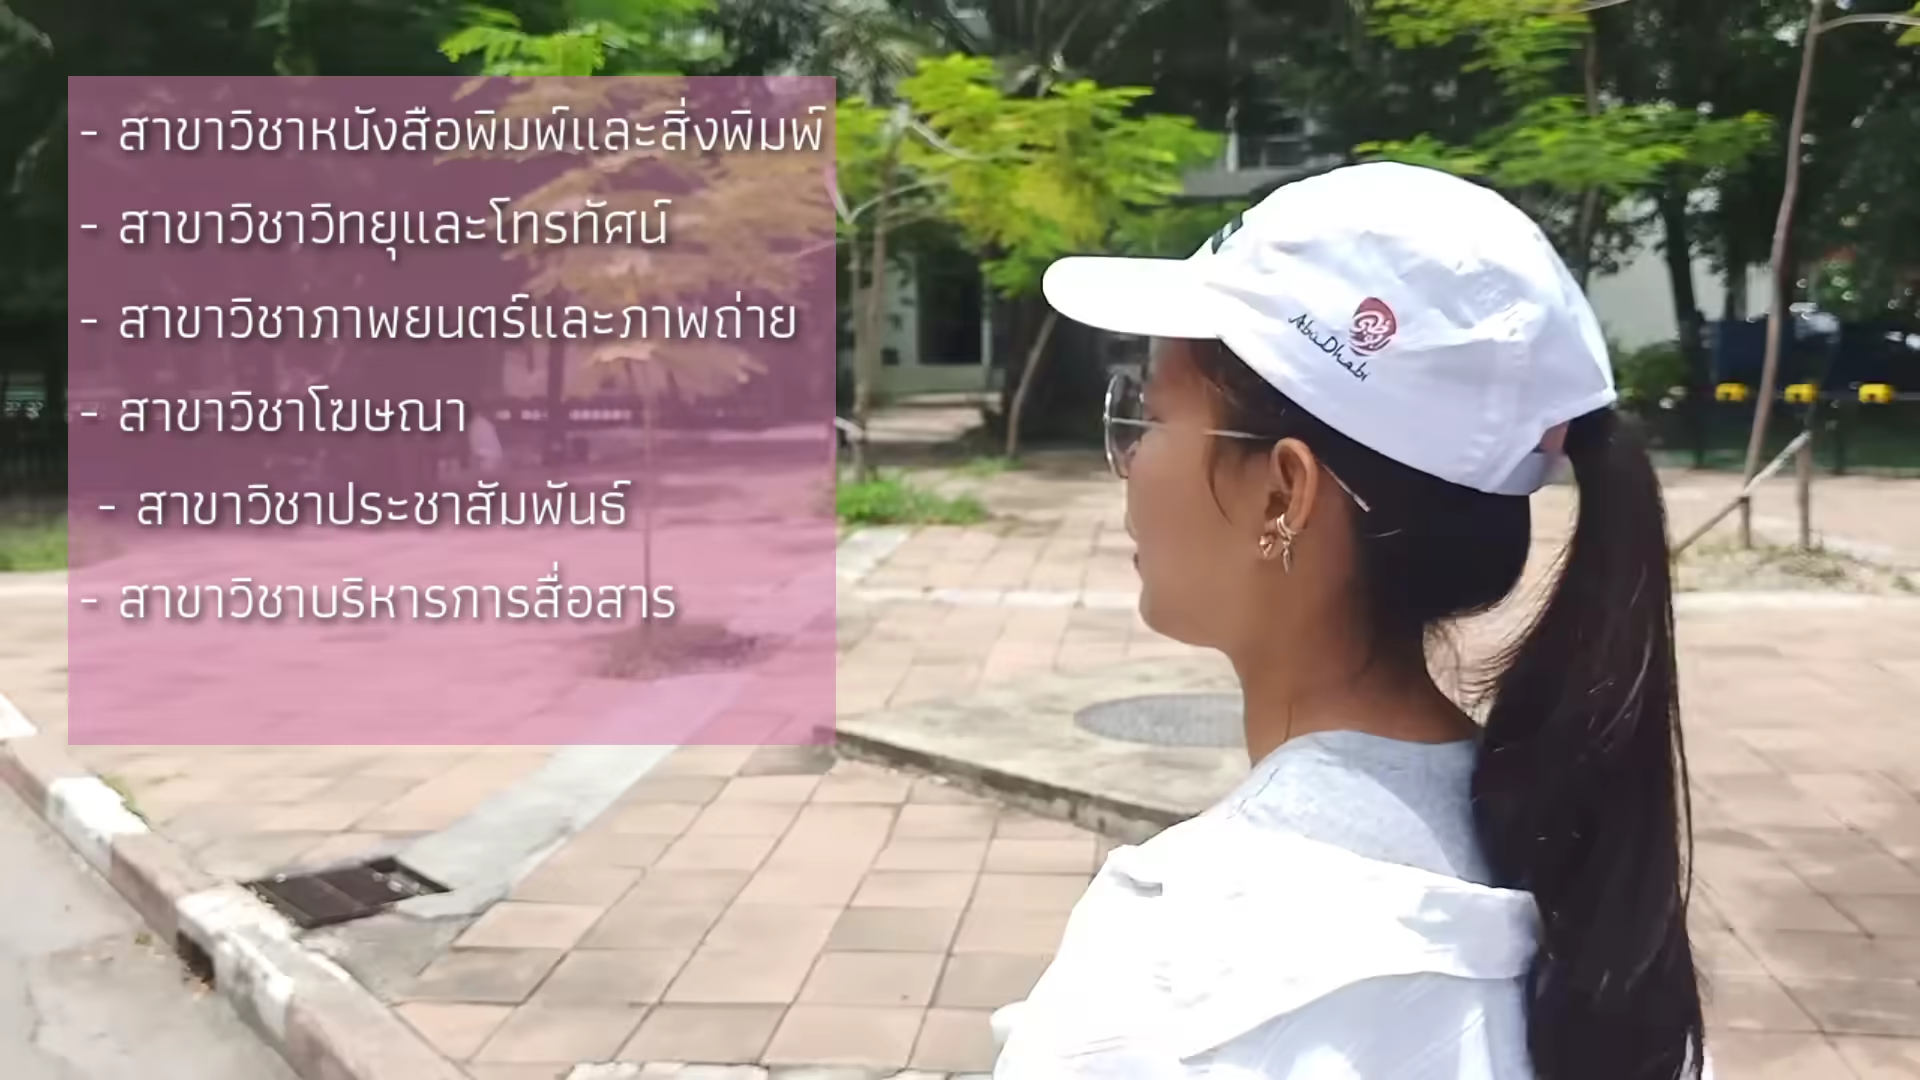 - สาขาวิชาหนังสือพิมพ์และสิ่งพิมพ์
- สาขาวิชาวิทยุและโทรทัศน์
- สาขาวิชาภาพยนตร์และภาพถ่าย
- สาขาวิชาโฆษณา
- สาขาวิชาประชาสัมพันธ์
- สาขาวิชาบริหารการสื่อสาร
AbuDhabi